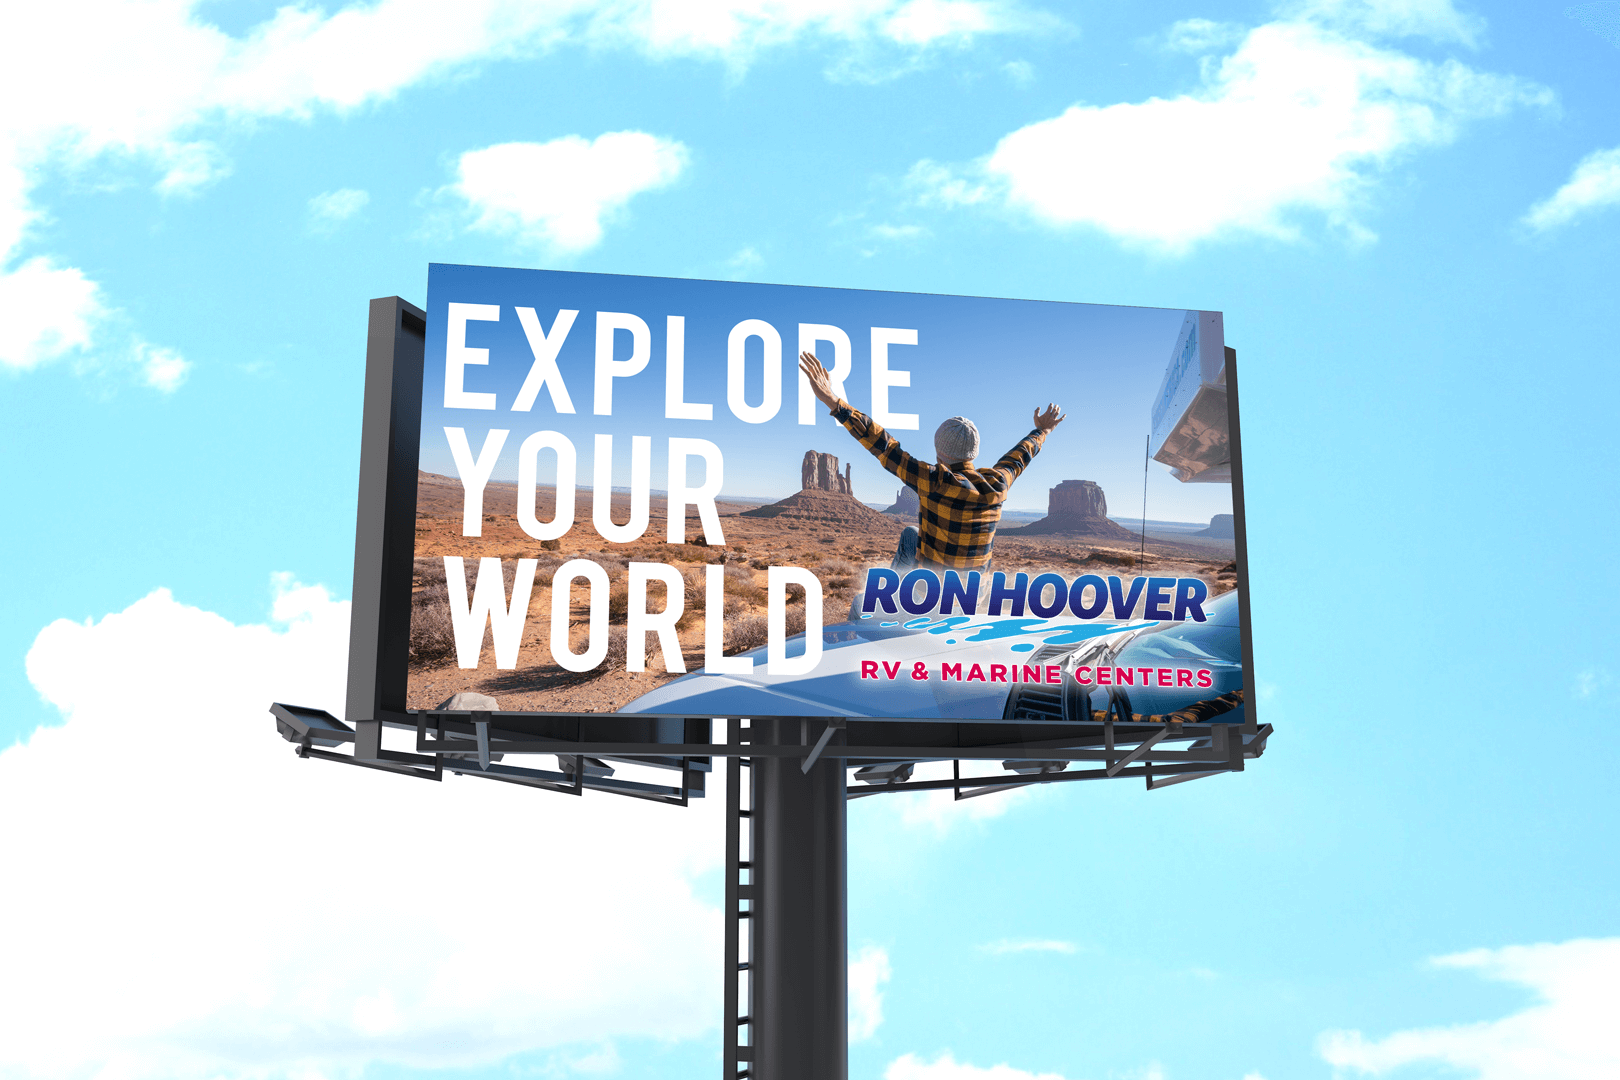 EXPLORE
YOUR
WORLD
RON HOOVER
RV & MARINE CENTERS